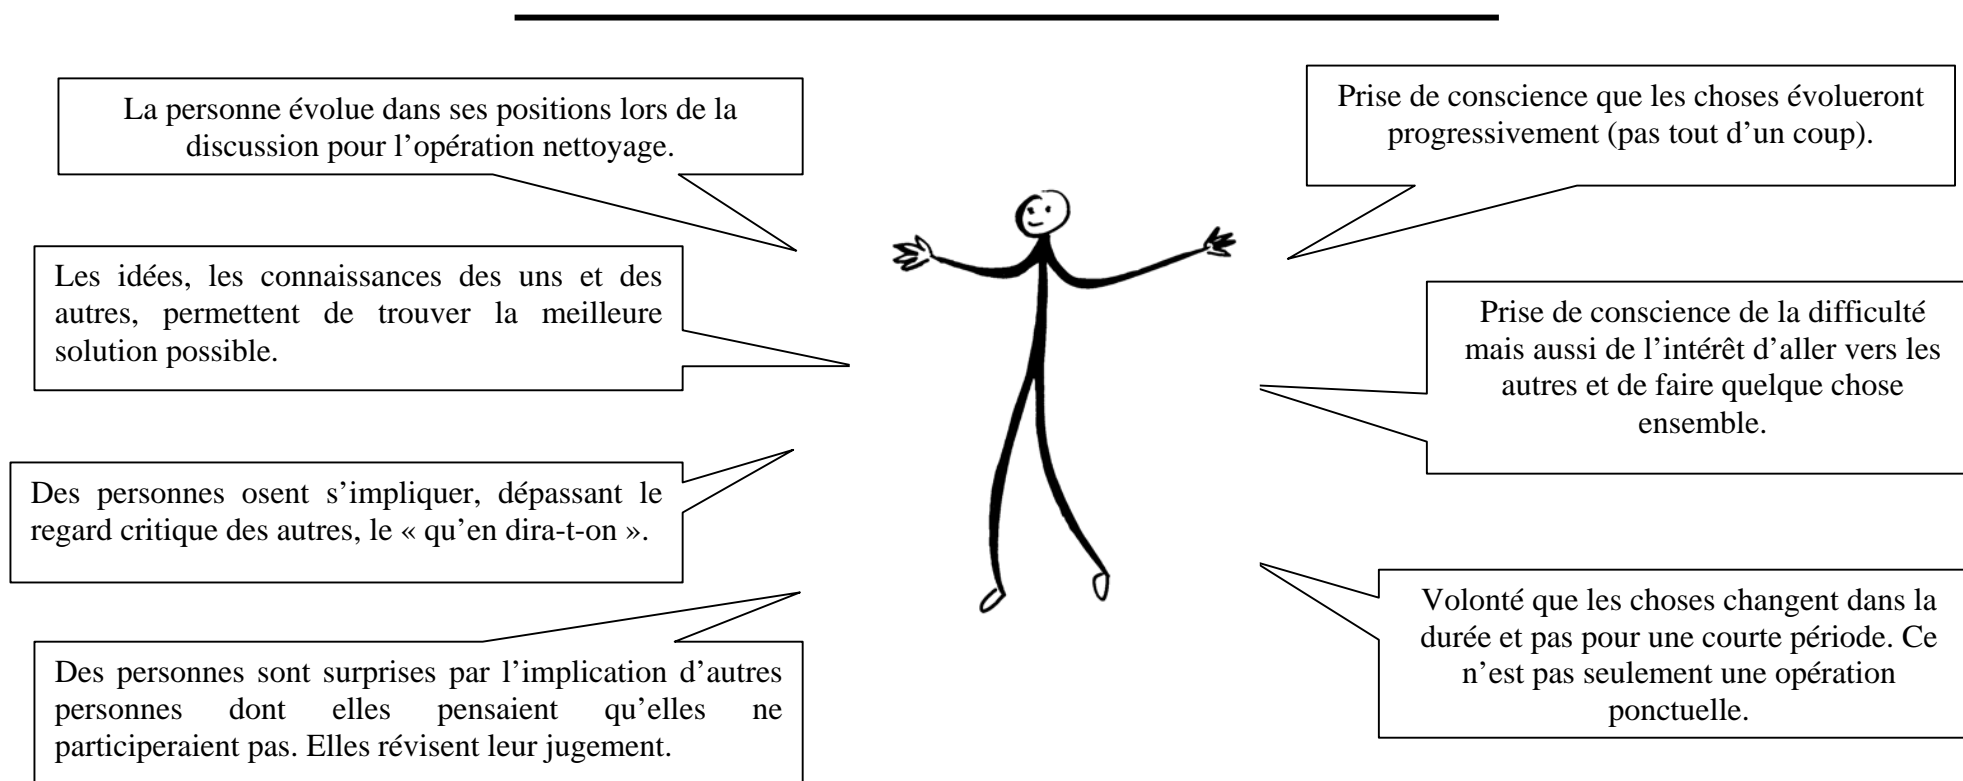 La personne évolue dans ses positions lors de la
discussion pour l’opération nettoyage.
Les idées, les connaissances des uns et des
autres, permettent de trouver la meilleure
solution possible.
Des personnes osent s’impliquer, dépassant le
regard critique des autres, le « qu’en dira-t-on ».
Des personnes sont surprises par l’implication d’autres
personnes dont elles pensaient qu’elles ne
participeraient pas. Elles révisent leur jugement.
Prise de conscience que les choses évolueront
progressivement (pas tout d’un coup).
Prise de conscience de la difficulté
mais aussi de l’intérêt d’aller vers les
autres et de faire quelque chose
ensemble.
Volonté que les choses changent dans la
durée et pas pour une courte période. Ce
n’est pas seulement une opération
ponctuelle.